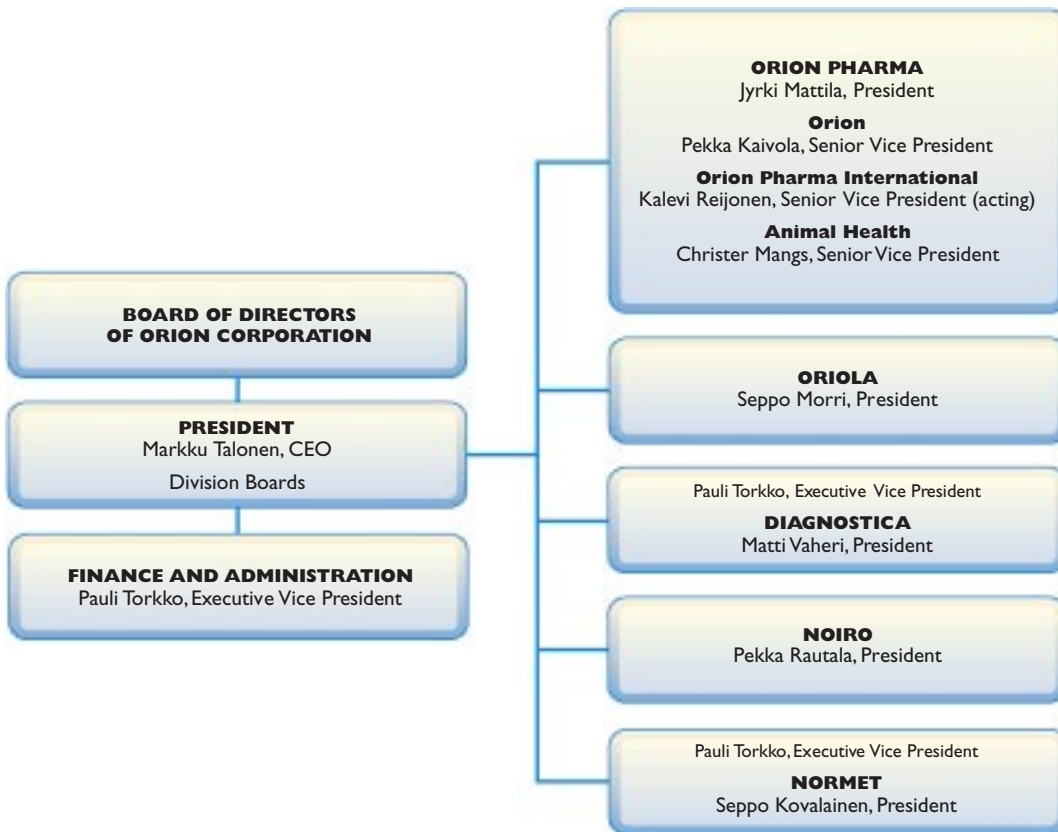 BOARD OF DIRECTORS
OF ORION CORPORATION
PRESIDENT
Markku Talonen, CEO
Division Boards
FINANCE AND ADMINISTRATION
Pauli Torkko, Executive Vice President
ORION PHARMA
Jyrki Mattila, President
Orion
Pekka Kaivola, Senior Vice President
Orion Pharma International
Kalevi Reijonen, Senior Vice President (acting)
Animal Health
Christer Mangs, Senior Vice President
ORIOLA
Seppo Morri, President
Pauli Torkko, Executive Vice President
DIAGNOSTICA
Matti Vaheri, President
NOIRO
Pekka Rautala, President
Pauli Torkko, Executive Vice President
NORMET
Seppo Kovalainen, President